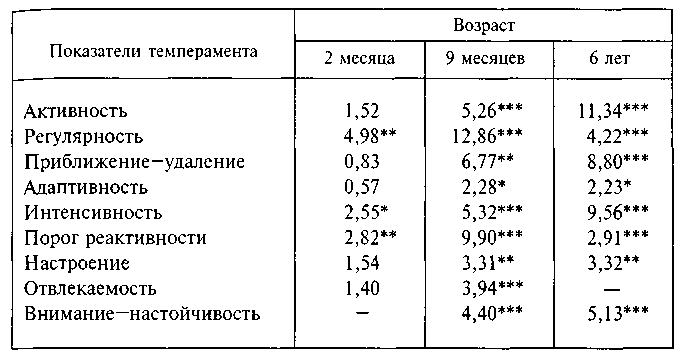 Показатели темперамента Возраст
2 месяца 9 месяцев 6 лет
Активность 1,52 5,26*** 11,34***
Регулярность 4,98** 12,86*** 4,22***
Приближение—удаление 0,83 6,77** 8,80***
Адаптивность 0,57 2,28* 2,23*
Интенсивность 2,55* 5,32*** 9,56***
Порог реактивности 2,82** 9,90*** 2,91***
Настроение 1,54 3,31** 3,32**
Отвлекаемость 1,40 3,94*** —
Внимание—настойчивость – 4,40*** 5,13***